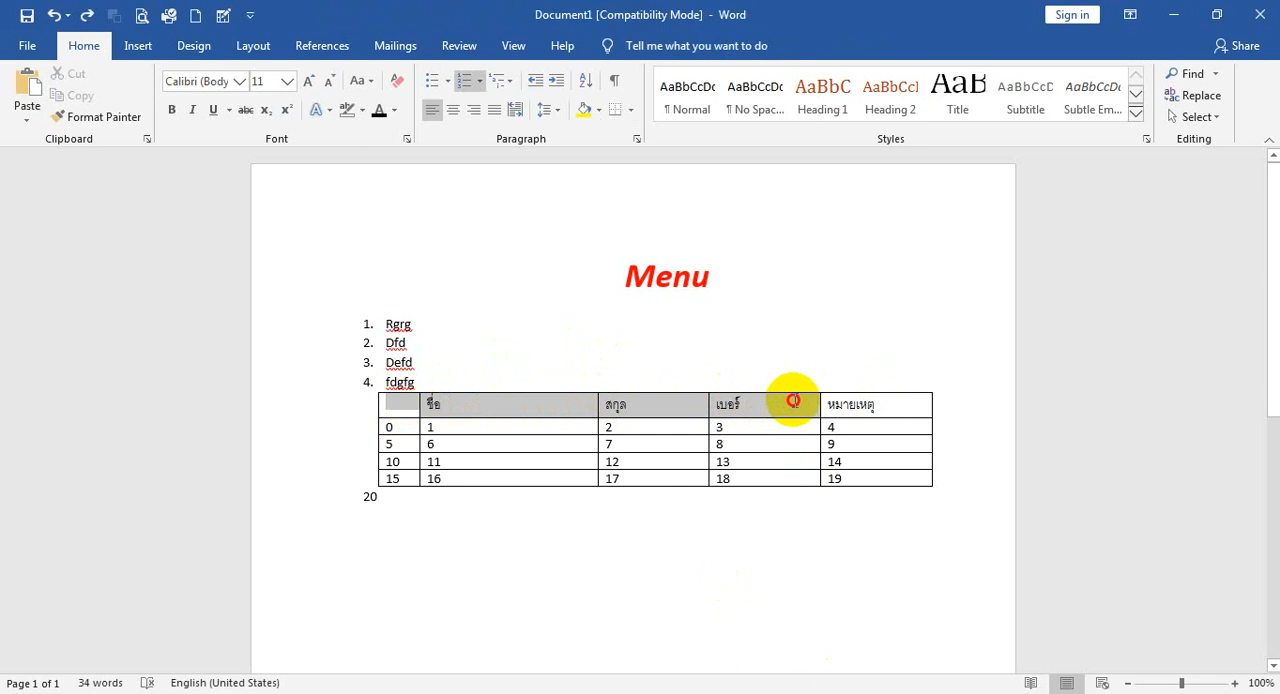 Document1 [Compatibility Mode] - Word
Sign in
File Home Insert Design Layout References Mailings Review View Help Tell me what you want to do Share
Paste Cut Copy Format Painter
Calibri (Body 11 Aa
B I U abc x₂ x² A
AaBbCcDc AaBbCcDc AaBbC AaBbCcI AaB AaBbCcD AaBbCcDc
¶ Normal ¶ No Spac... Heading 1 Heading 2 Title Subtitle Subtle Em...
Find Replace Select
Clipboard Font Paragraph Styles Editing
Menu
1. Rgrg
2. Dfd
3. Defd
4. fdgfg
ชื่อ สกุล เบอร์ หมายเหตุ
0 1 2 3 4
5 6 7 8 9
10 11 12 13 14
15 16 17 18 19
20
Page 1 of 1 34 words English (United States) 100%